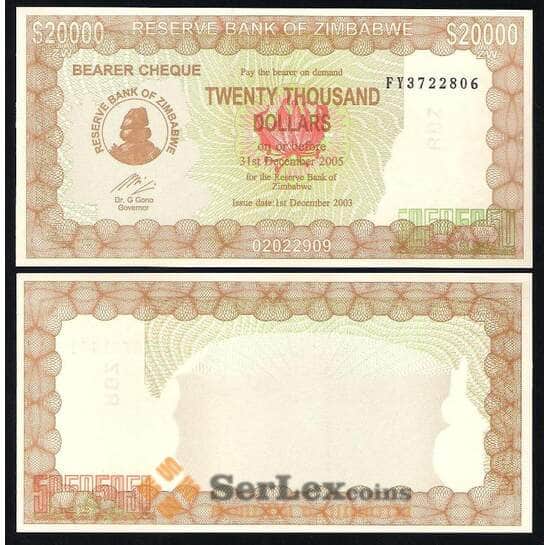 $20000 RESERVE BANK OF ZIMBABWE $20000
ZW ZW
BEARER CHEQUE
Pay the bearer on demand
FY3722806
TWENTY THOUSAND
DOLLARS
on or before
31st December 2005
for the Reserve Bank of
Zimbabwe
Issue date:1st December 2003
RESERVE BANK OF ZIMBABWE
Dr. G Gono
Governor
RBZ
02022909
RBZ
SerLexcoins